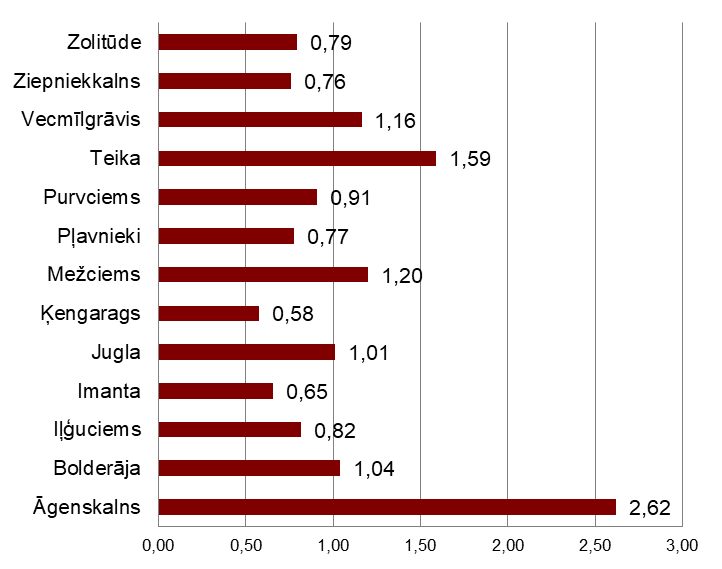 Zolitūde 0,79
Ziepniekkalns 0,76
Vecmīlgrāvis 1,16
Teika 1,59
Purvciems 0,91
Pļavnieki 0,77
Mežciems 1,20
Ķengarags 0,58
Jugla 1,01
Imanta 0,65
Iļģuciems 0,82
Bolderāja 1,04
Āgenskalns 2,62
0,00 0,50 1,00 1,50 2,00 2,50 3,00